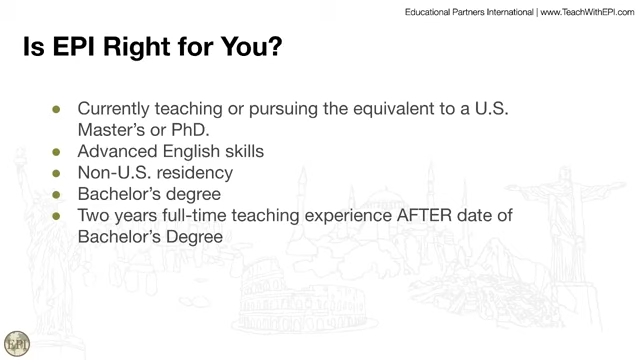 Educational Partners International | www.TeachWithEPI.com
Is EPI Right for You?
● Currently teaching or pursuing the equivalent to a U.S.
Master's or PhD.
● Advanced English skills
● Non-U.S. residency
● Bachelor's degree
● Two years full-time teaching experience AFTER date of
Bachelor's Degree
EPI